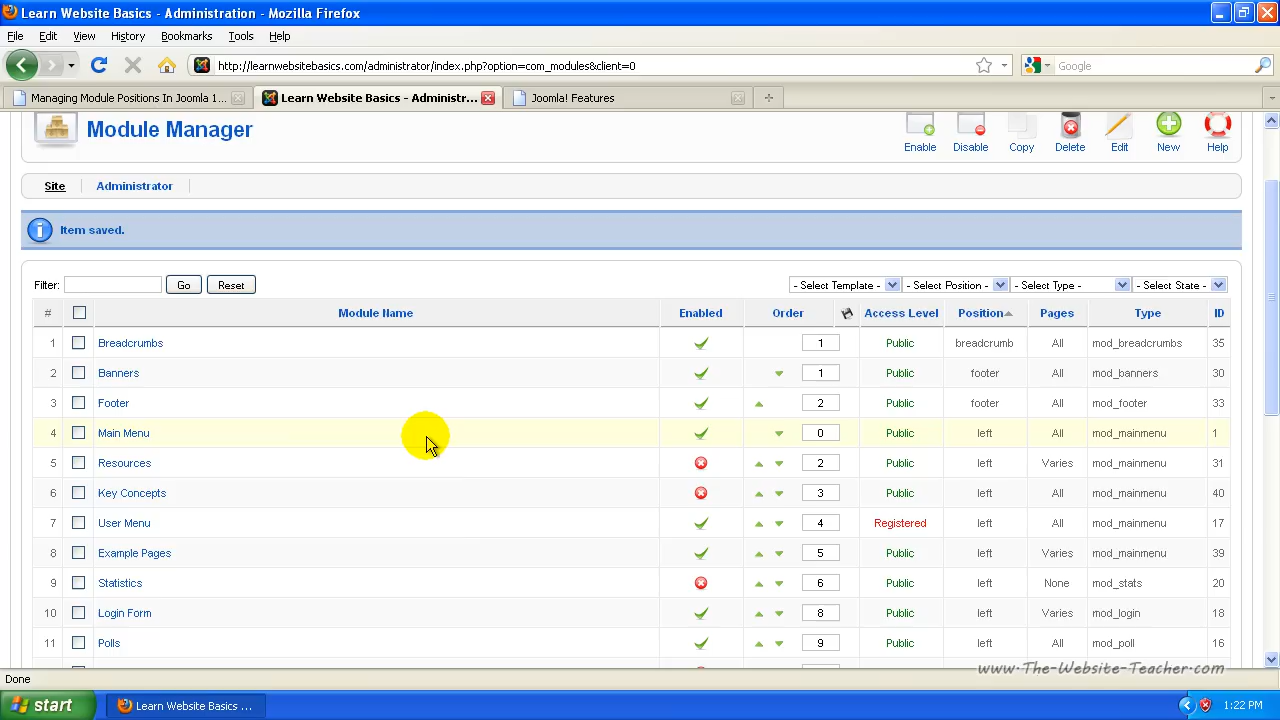 Learn Website Basics - Administration - Mozilla Firefox
File Edit View History Bookmarks Tools Help
http://learnwebsitebasics.com/administrator/index.php?option=com_modules&client=0 Google
Managing Module Positions In Joomla 1... Learn Website Basics - Administr... Joomla! Features
Module Manager
Enable Disable Copy Delete Edit New Help
Site Administrator
Item saved.
Filter: Go Reset - Select Template - - Select Position - - Select Type - - Select State -
# Module Name Enabled Order Access Level Position Pages Type ID
1 Breadcrumbs 1 Public breadcrumb All mod_breadcrumbs 35
2 Banners 1 Public footer All mod_banners 30
3 Footer 2 Public footer All mod_footer 33
4 Main Menu 0 Public left All mod_mainmenu 1
5 Resources 2 Public left Varies mod_mainmenu 31
6 Key Concepts 3 Public left All mod_mainmenu 40
7 User Menu 4 Registered left All mod_mainmenu 17
8 Example Pages 5 Public left Varies mod_mainmenu 39
9 Statistics 6 Public left None mod_stats 20
10 Login Form 8 Public left Varies mod_login 18
11 Polls 9 Public left All mod_poll 16
www.The-Website-Teacher.com
Done
start Learn Website Basics ... 1:22 PM